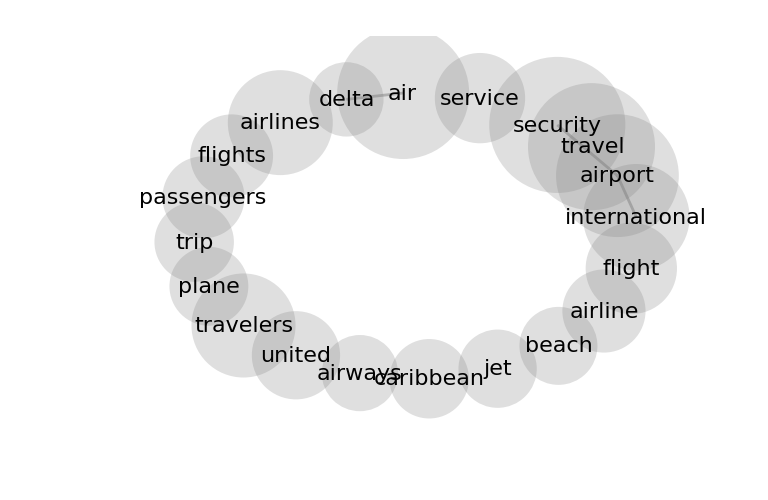 air
delta
service
airlines
security
travel
flights
airport
passengers
international
trip
flight
plane
airline
travelers
beach
united
jet
airways
caribbean